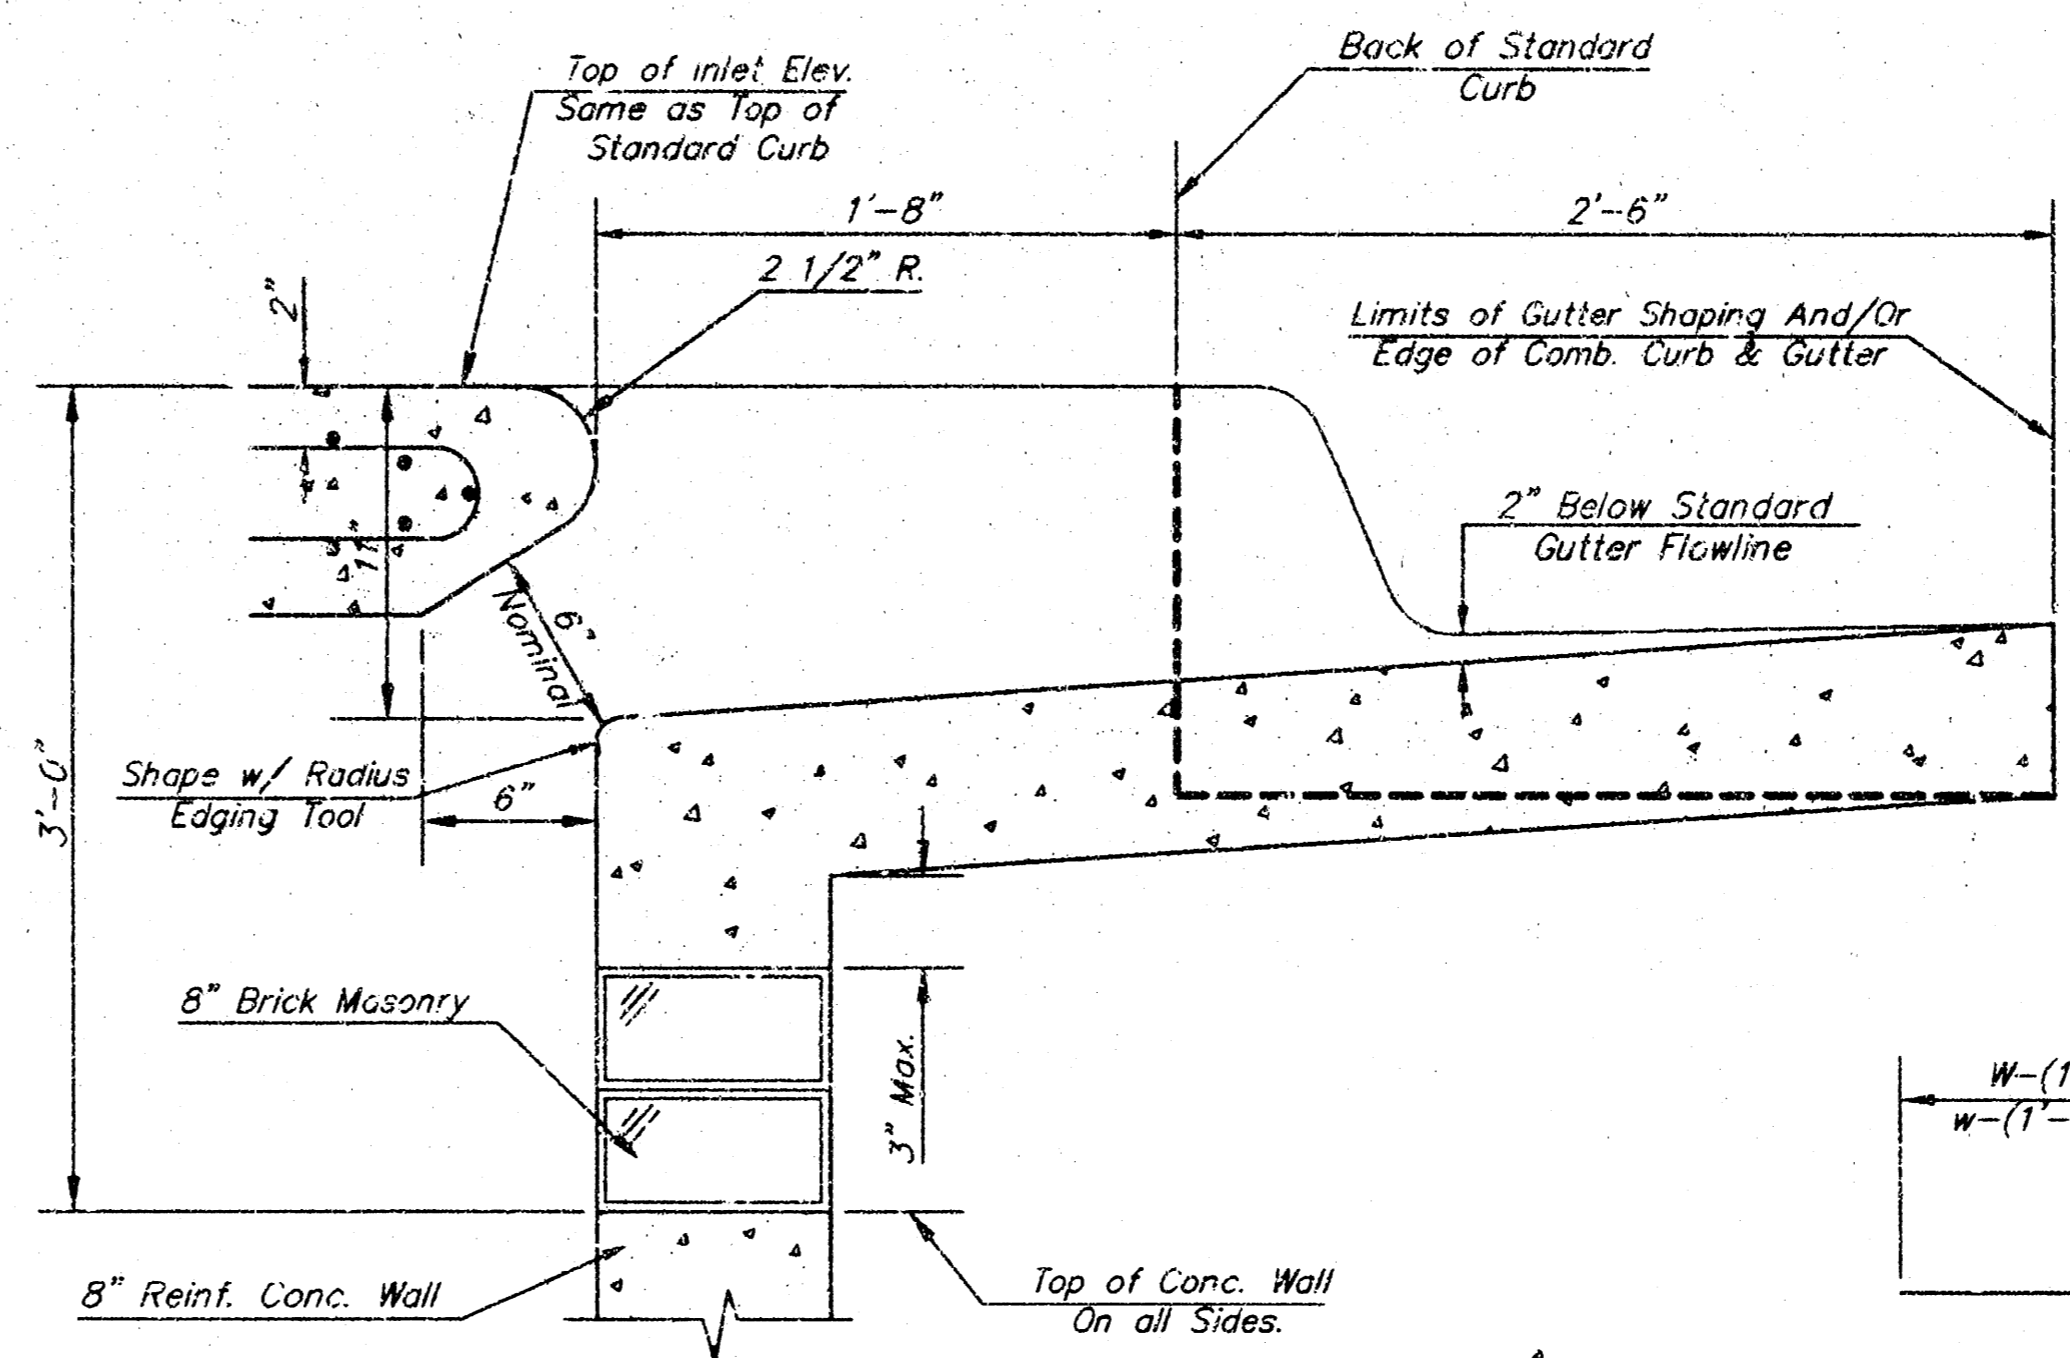 Back of Standard
Curb
Top of inlet Elev.
Same as Top of
Standard Curb
1'-8"
2'-6"
2 1/2" R.
2"
Limits of Gutter Shaping And/Or
Edge of Comb. Curb & Gutter
2" Below Standard
Gutter Flowline
11"
6"
Nominal
3'-0"
Shape w/ Radius
Edging Tool
6"
8" Brick Masonry
3" Max.
W-(1
w-(1'-
8" Reinf. Conc. Wall
Top of Conc. Wall
On all Sides.